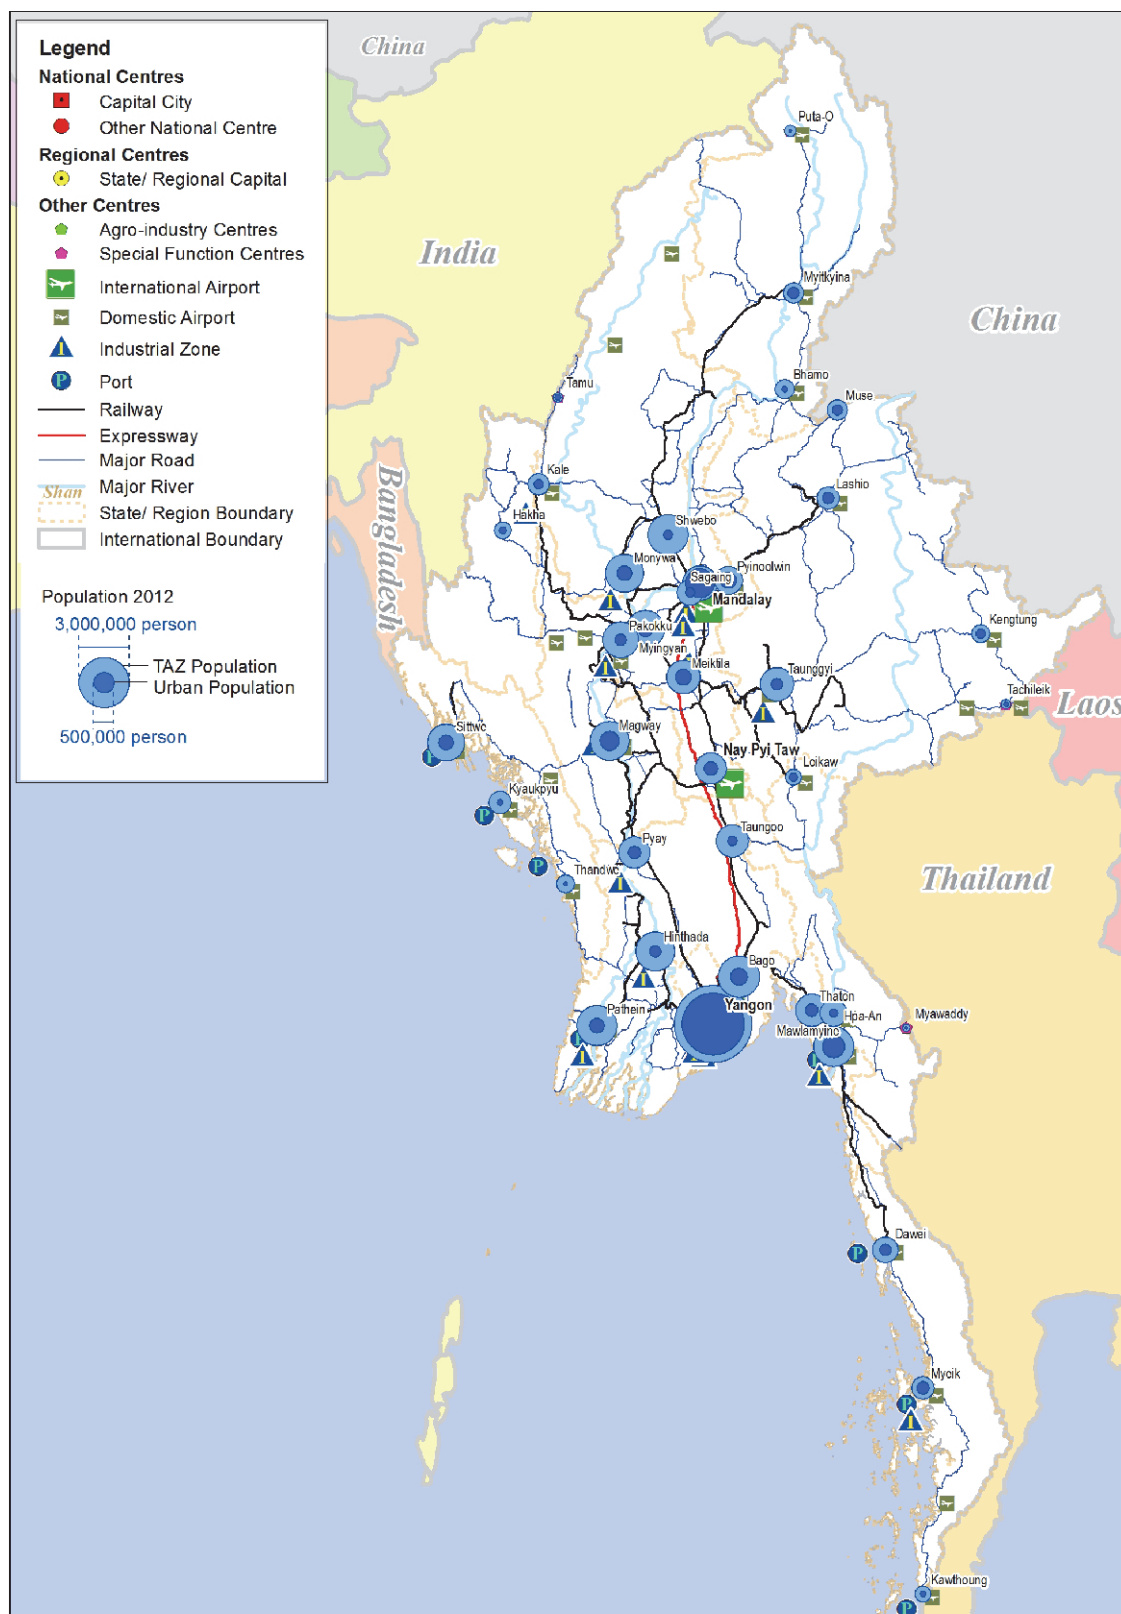 Legend
National Centres
Capital City
Other National Centre
Regional Centres
State/ Regional Capital
Other Centres
Agro-industry Centres
Special Function Centres
International Airport
Domestic Airport
I Industrial Zone
P Port
Railway
Expressway
Major Road
Major River
Shan State/ Region Boundary
International Boundary
Population 2012
3,000,000 person
TAZ Population
Urban Population
500,000 person
China
India
China
Bangladesh
Laos
Thailand
Puta-O
Myitkyina
Bhamo
Muse
Tamu
Kale
Hakha
Lashio
Shwebo
Monywa
Sagaing
Pyinoolwin
Mandalay
Pakokku
Myingyan
Meiktila
Taunggyi
Kengtung
Tachileik
Sittwe
Magway
Nay Pyi Taw
Loikaw
Kyaukpyu
Taungoo
Pyay
Thandwe
Hinthada
Bago
Yangon
Pathein
Thaton
Hpa-An
Mawlamyine
Myawaddy
Dawei
Myeik
Kawthoung